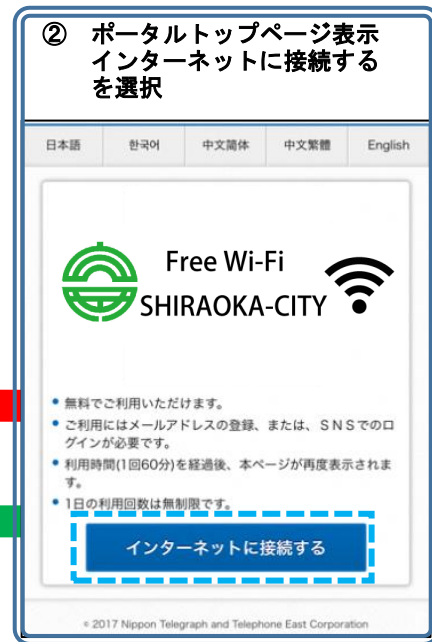 ② ポータルトップページ表示
インターネットに接続する
を選択
日本語 한국어 中文简体 中文繁體 English
Free Wi-Fi
SHIRAOKA-CITY
• 無料でご利用いただけます。
• ご利用にはメールアドレスの登録、または、ＳＮＳでのロ
グインが必要です。
• 利用時間(1回60分)を経過後、本ページが再度表示されま
す。
• 1日の利用回数は無制限です。
インターネットに接続する
© 2017 Nippon Telegraph and Telephone East Corporation